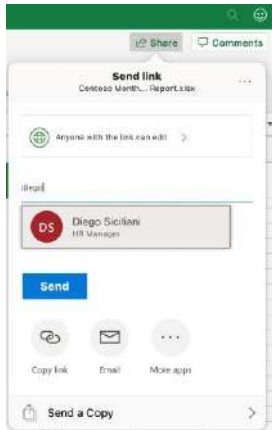 Share
Comments
Send link
Contoso Month... Report.xlsx
Anyone with the link can edit
diego
DS
Diego Siciliani
HR Manager
Send
Copy link
Email
More apps
Send a Copy